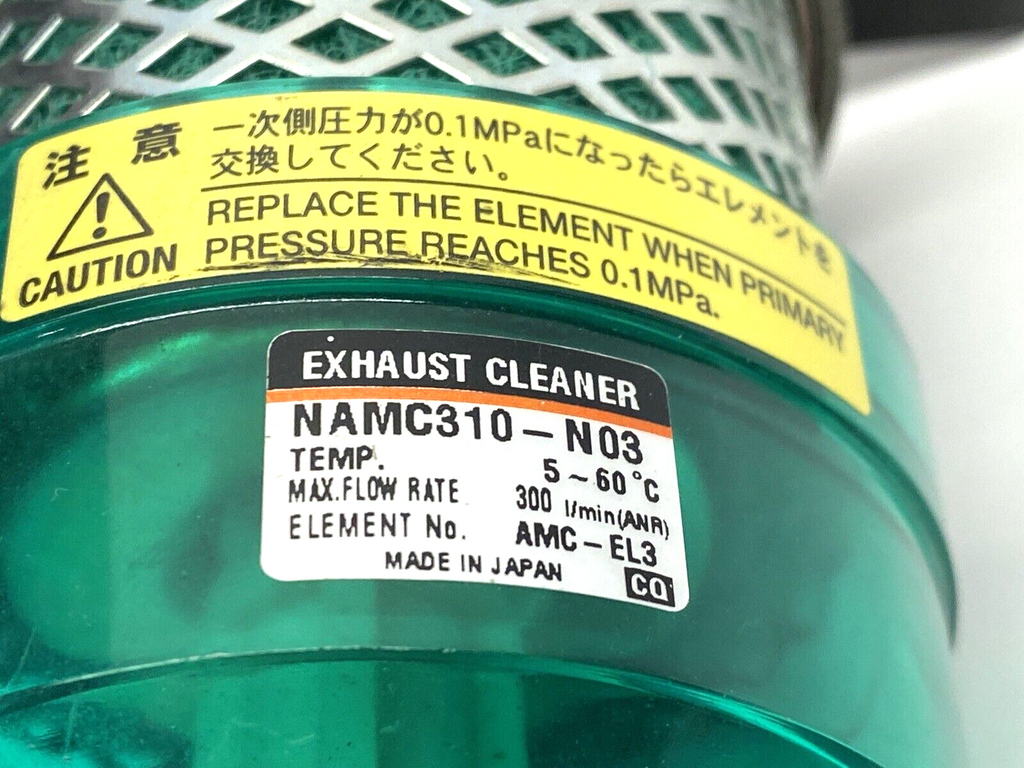 注意
CAUTION
一次側圧力が0.1MPaになったらエレメントを
交換してください。
REPLACE THE ELEMENT WHEN PRIMARY
PRESSURE REACHES 0.1MPa.
EXHAUST CLEANER
NAMC310-N03
TEMP. 5~60°C
MAX.FLOW RATE 300 l/min(ANR)
ELEMENT No. AMC-EL3
MADE IN JAPAN CQ